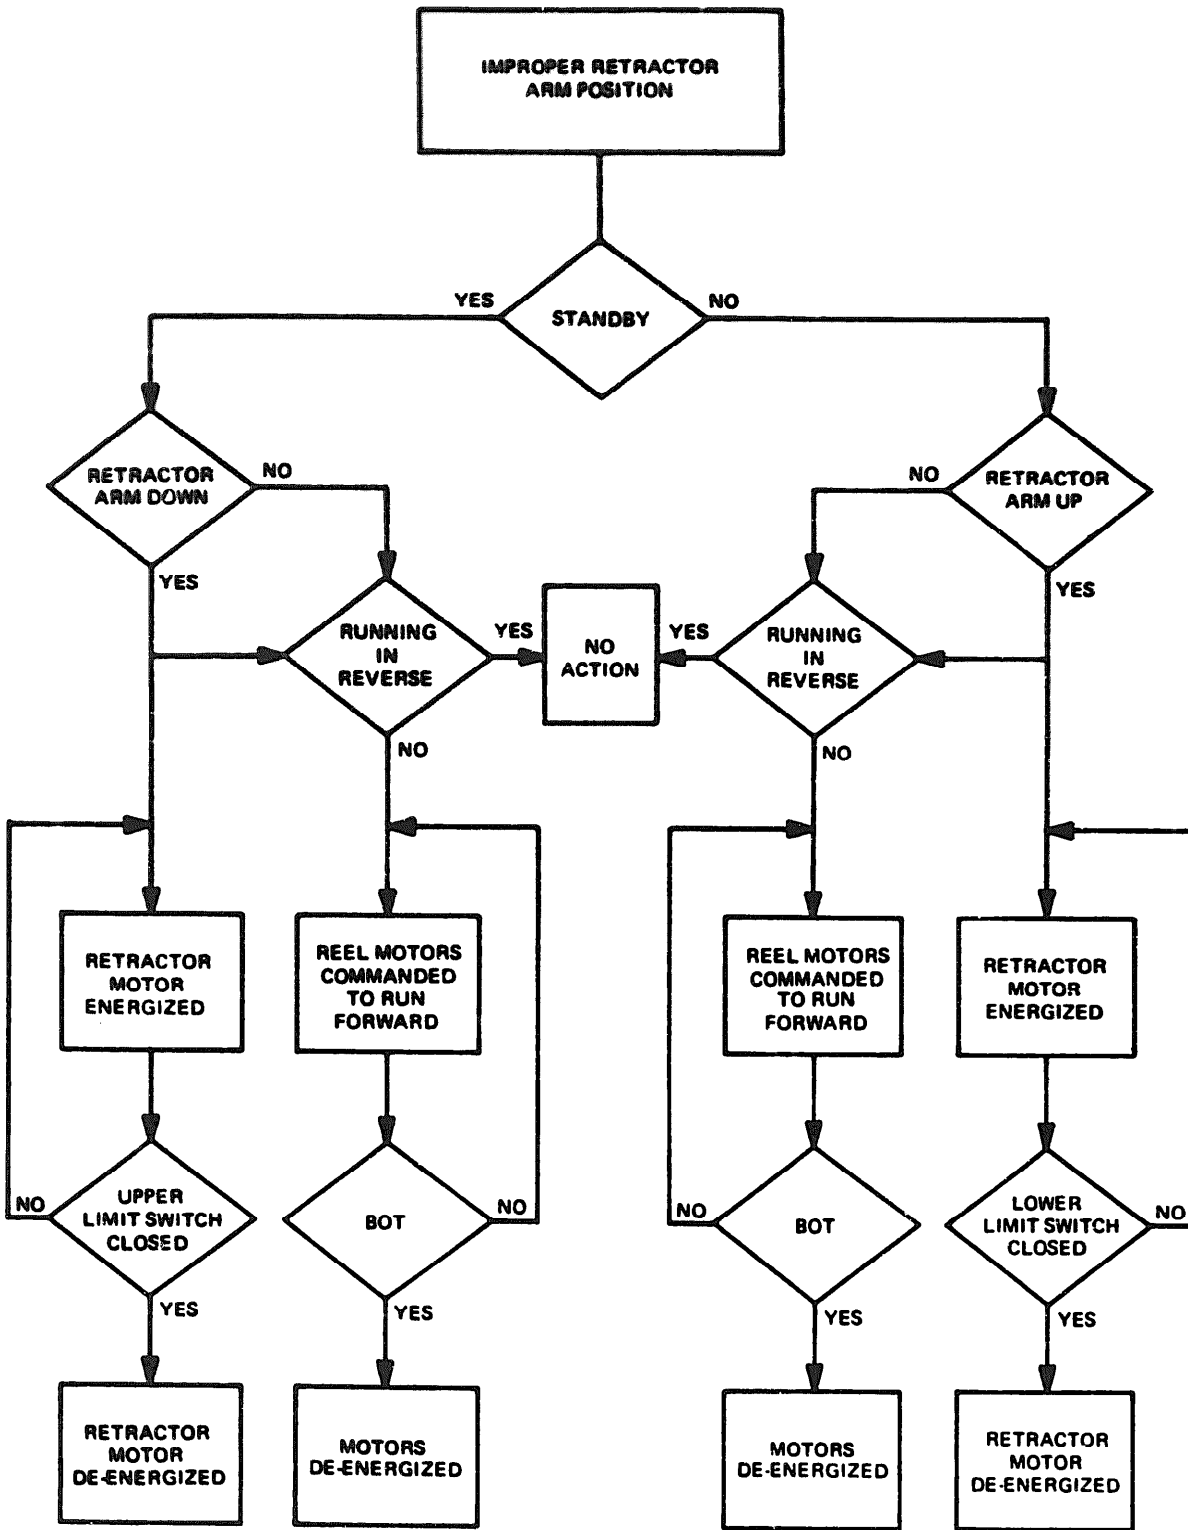 IMPROPER RETRACTOR
ARM POSITION
YES
STANDBY
NO
RETRACTOR
ARM DOWN
NO
YES
NO
RETRACTOR
ARM UP
YES
RUNNING
IN
REVERSE
YES
NO
NO
ACTION
YES
RUNNING
IN
REVERSE
NO
RETRACTOR
MOTOR
ENERGIZED
REEL MOTORS
COMMANDED
TO RUN
FORWARD
REEL MOTORS
COMMANDED
TO RUN
FORWARD
RETRACTOR
MOTOR
ENERGIZED
NO
UPPER
LIMIT SWITCH
CLOSED
YES
BOT
NO
YES
NO
BOT
YES
LOWER
LIMIT SWITCH
CLOSED
NO
YES
RETRACTOR
MOTOR
DE-ENERGIZED
MOTORS
DE-ENERGIZED
MOTORS
DE-ENERGIZED
RETRACTOR
MOTOR
DE-ENERGIZED